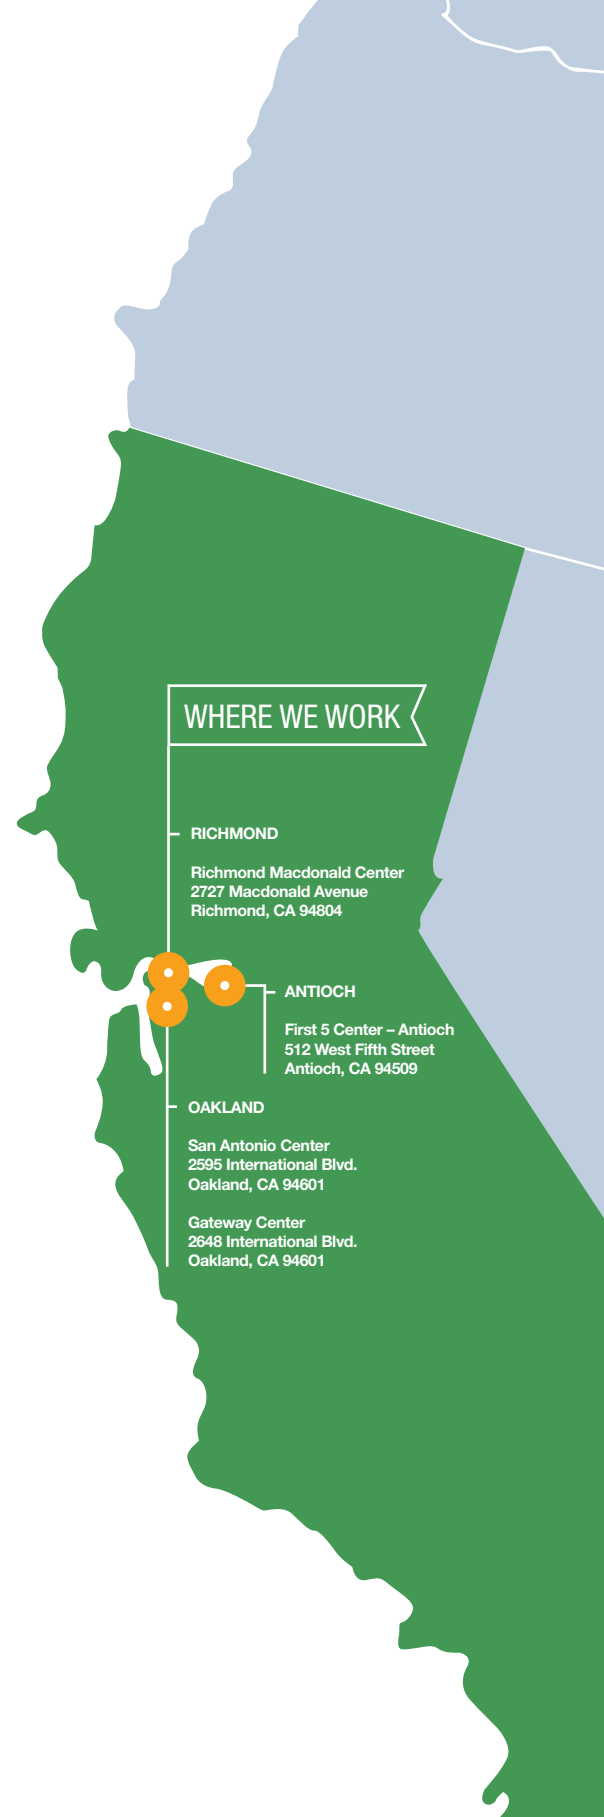 WHERE WE WORK
RICHMOND
Richmond Macdonald Center
2727 Macdonald Avenue
Richmond, CA 94804
ANTIOCH
First 5 Center – Antioch
512 West Fifth Street
Antioch, CA 94509
OAKLAND
San Antonio Center
2595 International Blvd.
Oakland, CA 94601
Gateway Center
2648 International Blvd.
Oakland, CA 94601